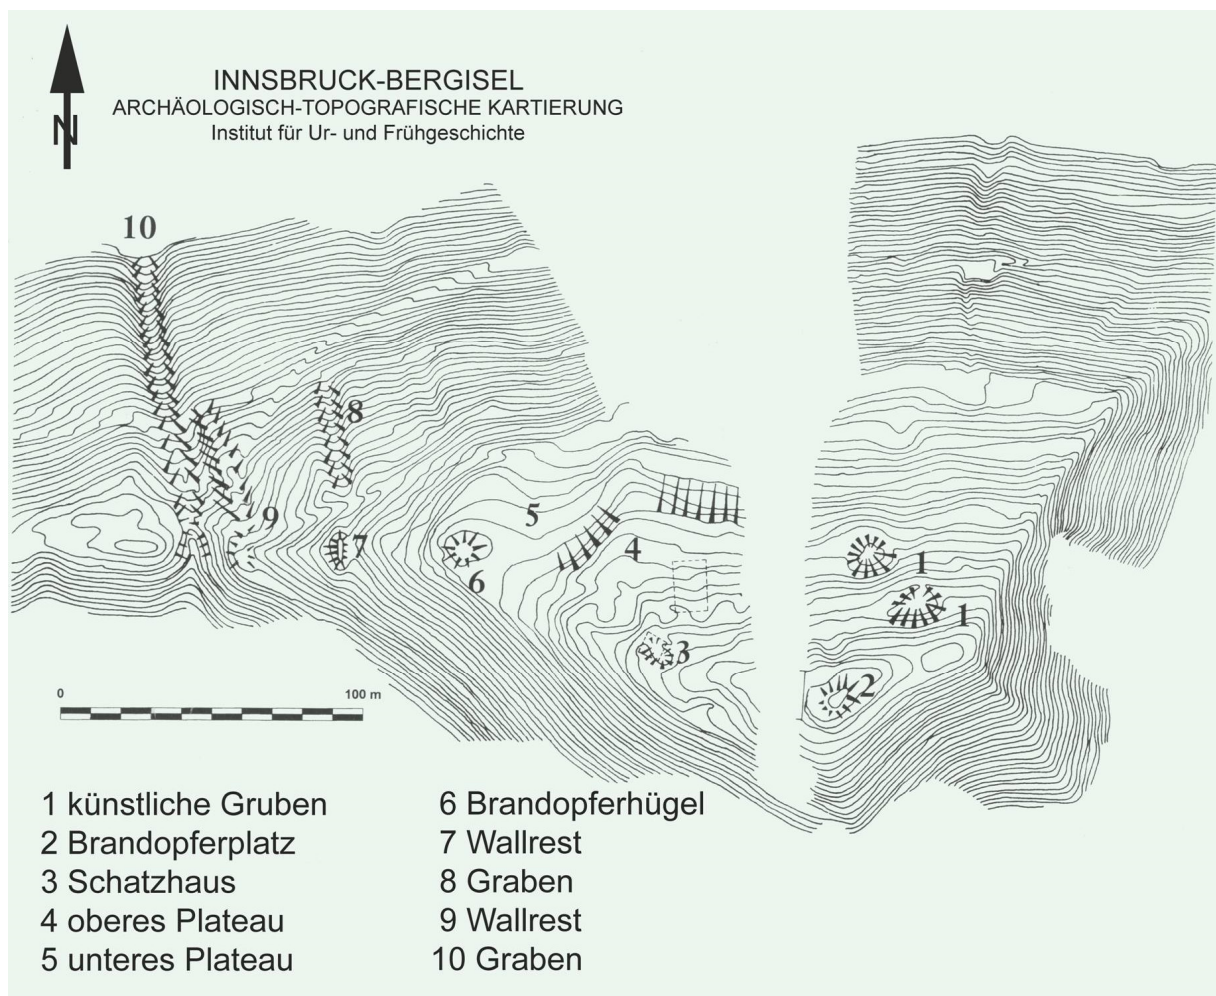 INNSBRUCK-BERGISEL
ARCHÄOLOGISCH-TOPOGRAFISCHE KARTIERUNG
Institut für Ur- und Frühgeschichte
N
10
8
9
7
5
6
4
3
1
1
2
0 100 m
1 künstliche Gruben
2 Brandopferplatz
3 Schatzhaus
4 oberes Plateau
5 unteres Plateau
6 Brandopferhügel
7 Wallrest
8 Graben
9 Wallrest
10 Graben